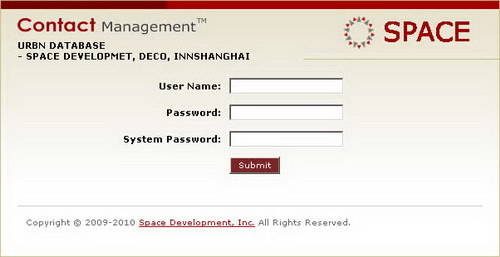 Contact Management™
SPACE
URBN DATABASE
- SPACE DEVELOPMET, DECO, INNSHANGHAI
User Name:
Password:
System Password:
Submit
Copyright © 2009-2010 Space Development, Inc. All Rights Reserved.